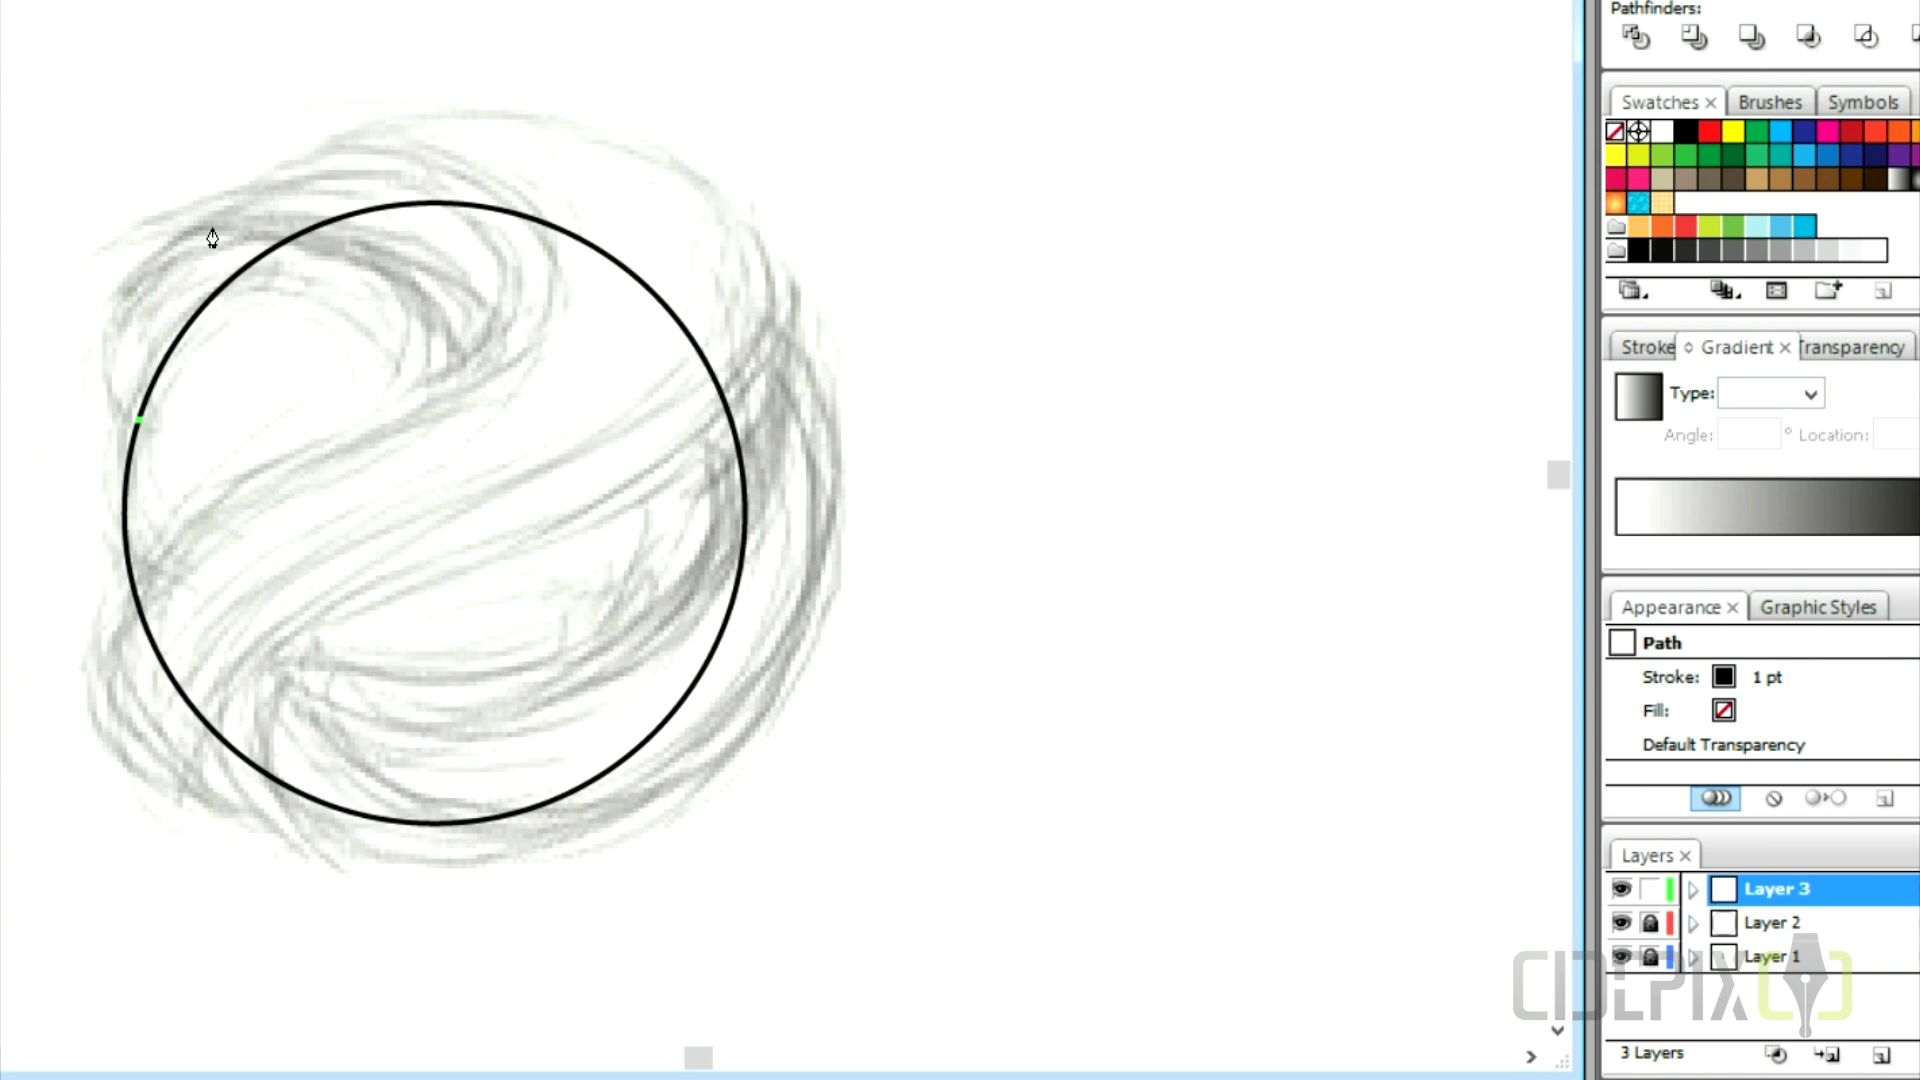 Pathfinders:
Swatches
Brushes
Symbols
Stroke
Gradient
Transparency
Type:
Angle:
Location:
Appearance
Graphic Styles
Path
Stroke: 1 pt
Fill:
Default Transparency
Layers
Layer 3
Layer 2
Layer 1
CIDLPIX
3 Layers